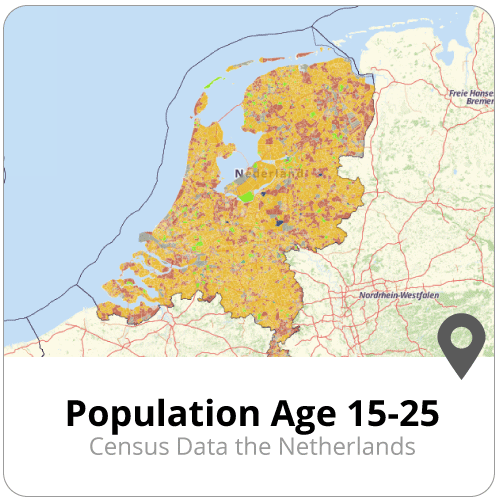 Freie Hanse
Bremen
Nederland
Nordrhein-Westfalen
Population Age 15-25
Census Data the Netherlands